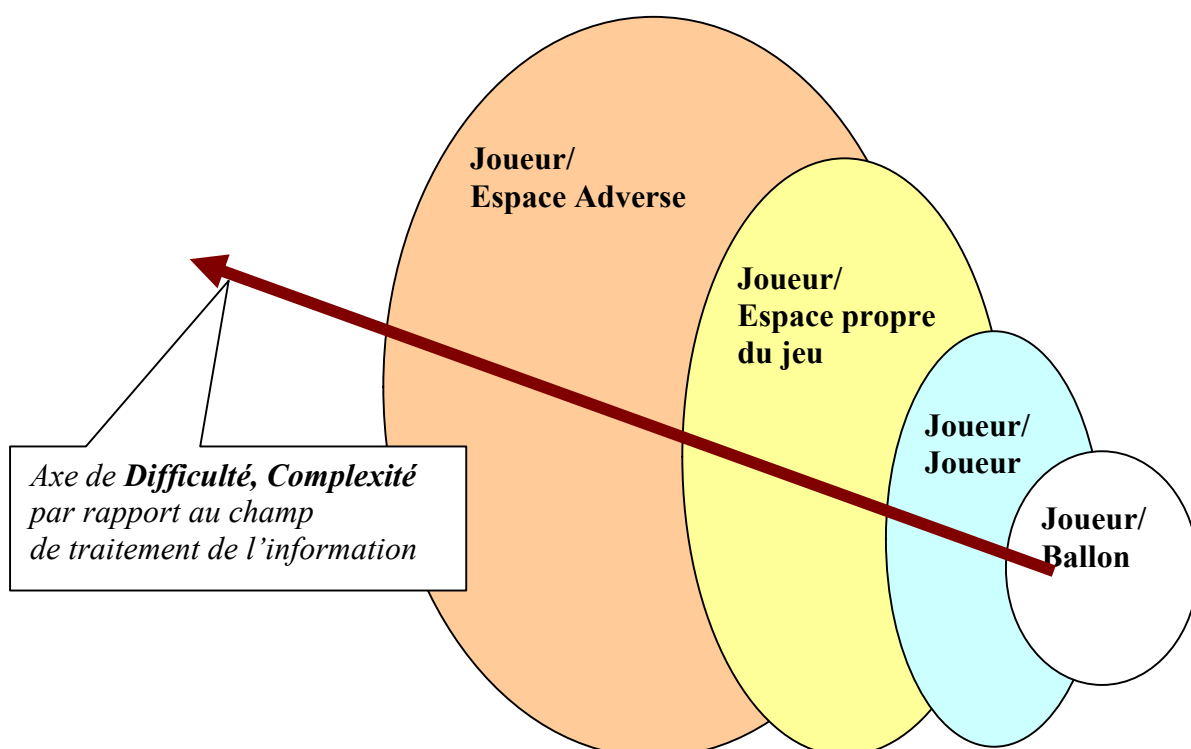 Joueur/
Espace Adverse
Joueur/
Espace propre
du jeu
Joueur/
Joueur
Joueur/
Ballon
Axe de Difficulté, Complexité
par rapport au champ
de traitement de l’information